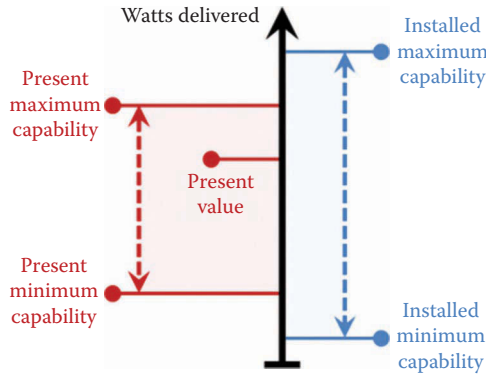 Watts delivered
Installed
maximum
capability
Present
maximum
capability
Present
value
Present
minimum
capability
Installed
minimum
capability